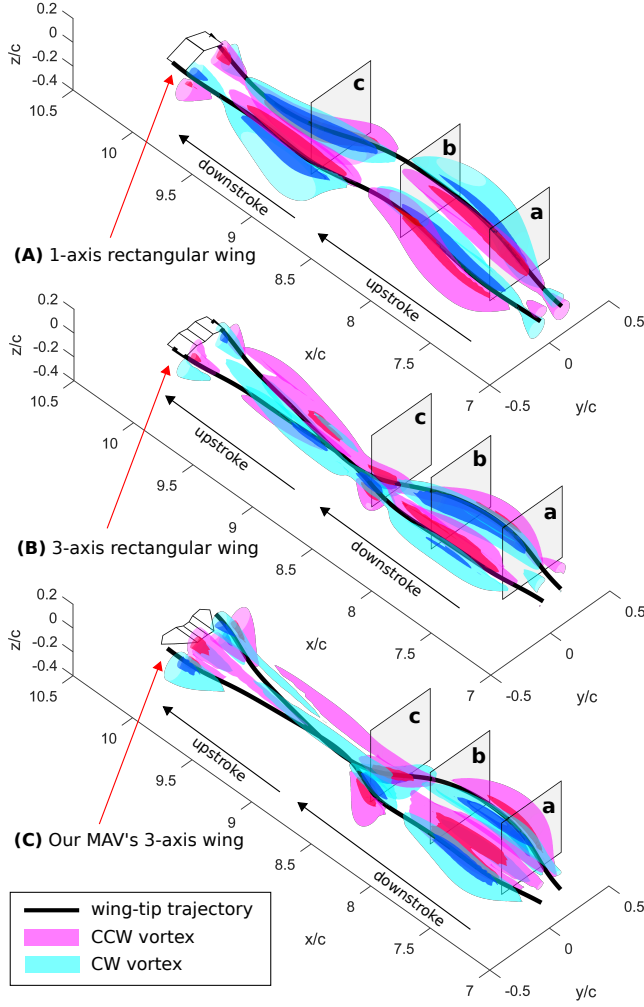 0.2
0
-0.2
-0.4
z/c
10.5
10
9.5
9
8.5
8
7.5
7
x/c
-0.5
0
0.5
y/c
c
b
a
downstroke
upstroke
(A) 1-axis rectangular wing
0.2
0
-0.2
-0.4
z/c
10.5
10
9.5
9
8.5
8
7.5
7
x/c
-0.5
0
0.5
y/c
c
b
a
upstroke
downstroke
(B) 3-axis rectangular wing
0.2
0
-0.2
-0.4
z/c
10.5
10
9.5
9
8.5
8
7.5
7
x/c
-0.5
0
0.5
y/c
c
b
a
upstroke
downstroke
(C) Our MAV's 3-axis wing
wing-tip trajectory
CCW vortex
CW vortex